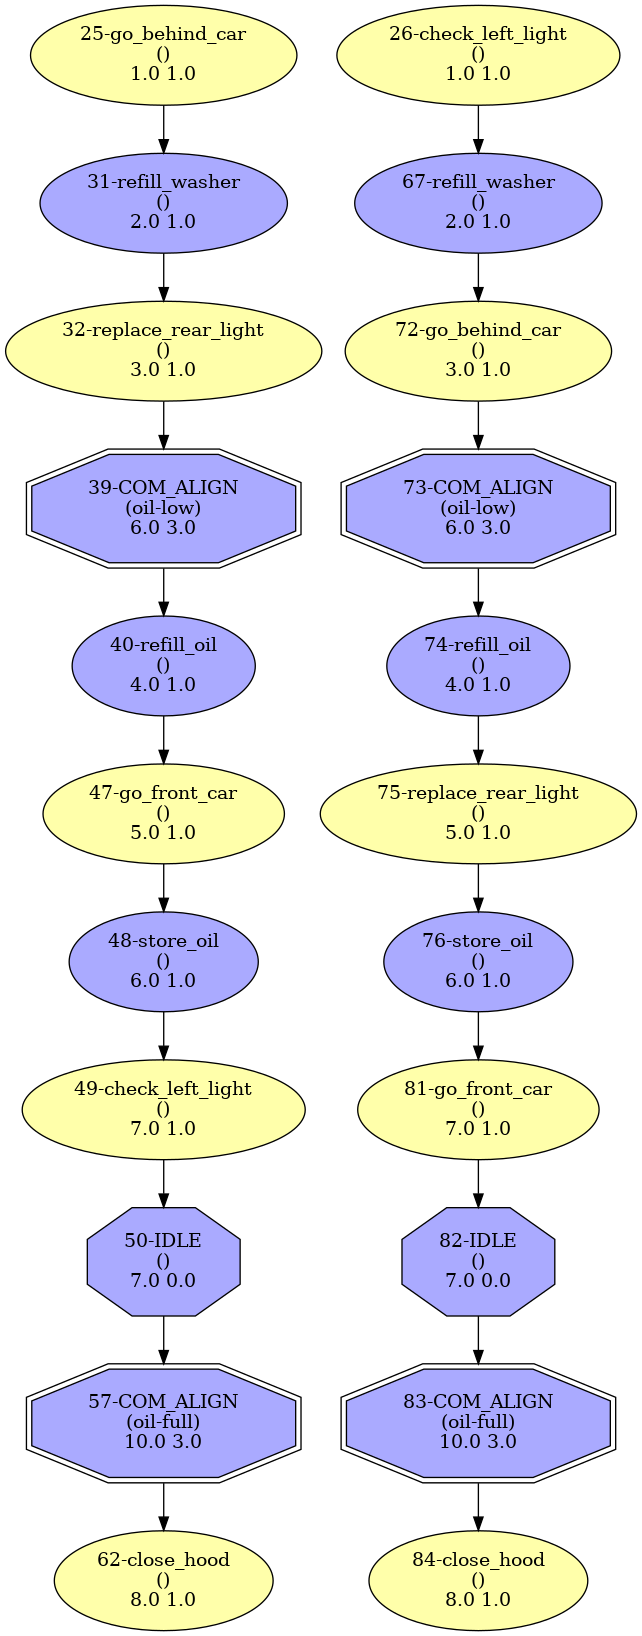 25-go_behind_car
()
1.0 1.0
31-refill_washer
()
2.0 1.0
32-replace_rear_light
()
3.0 1.0
39-COM_ALIGN
(oil-low)
6.0 3.0
40-refill_oil
()
4.0 1.0
47-go_front_car
()
5.0 1.0
48-store_oil
()
6.0 1.0
49-check_left_light
()
7.0 1.0
50-IDLE
()
7.0 0.0
57-COM_ALIGN
(oil-full)
10.0 3.0
62-close_hood
()
8.0 1.0
26-check_left_light
()
1.0 1.0
67-refill_washer
()
2.0 1.0
72-go_behind_car
()
3.0 1.0
73-COM_ALIGN
(oil-low)
6.0 3.0
74-refill_oil
()
4.0 1.0
75-replace_rear_light
()
5.0 1.0
76-store_oil
()
6.0 1.0
81-go_front_car
()
7.0 1.0
82-IDLE
()
7.0 0.0
83-COM_ALIGN
(oil-full)
10.0 3.0
84-close_hood
()
8.0 1.0